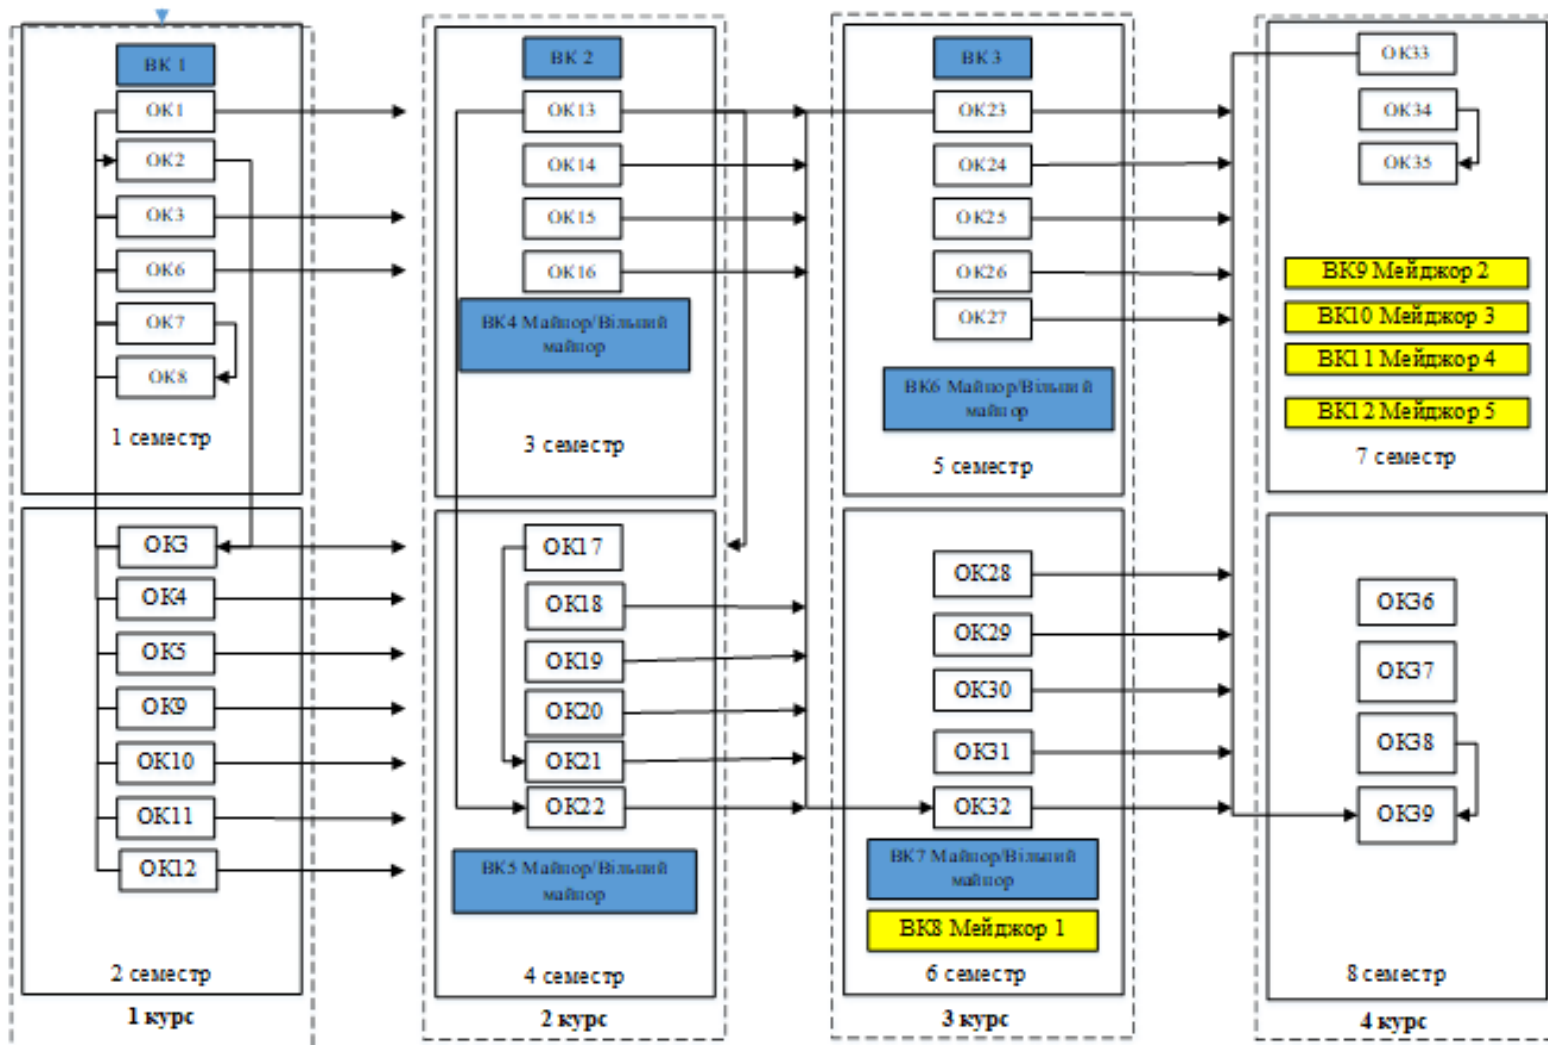 ВК 1
ОК1
ОК2
ОК3
ОК6
ОК7
ОК8
1 семестр
ОК3
ОК4
ОК5
ОК9
ОК10
ОК11
ОК12
2 семестр
1 курс
ВК 2
ОК13
ОК14
ОК15
ОК16
ВК4 Майнор/Вільний
майнор
3 семестр
ОК17
ОК18
ОК19
ОК20
ОК21
ОК22
ВК5 Майнор/Вільний
майнор
4 семестр
2 курс
ВК 3
ОК23
ОК24
ОК25
ОК26
ОК27
ВК6 Майнор/Вільний
майнор
5 семестр
ОК28
ОК29
ОК30
ОК31
ОК32
ВК7 Майнор/Вільний
майнор
ВК8 Мейджор 1
6 семестр
3 курс
ОК33
ОК34
ОК35
ВК9 Мейджор 2
ВК10 Мейджор 3
ВК11 Мейджор 4
ВК12 Мейджор 5
7 семестр
ОК36
ОК37
ОК38
ОК39
8 семестр
4 курс